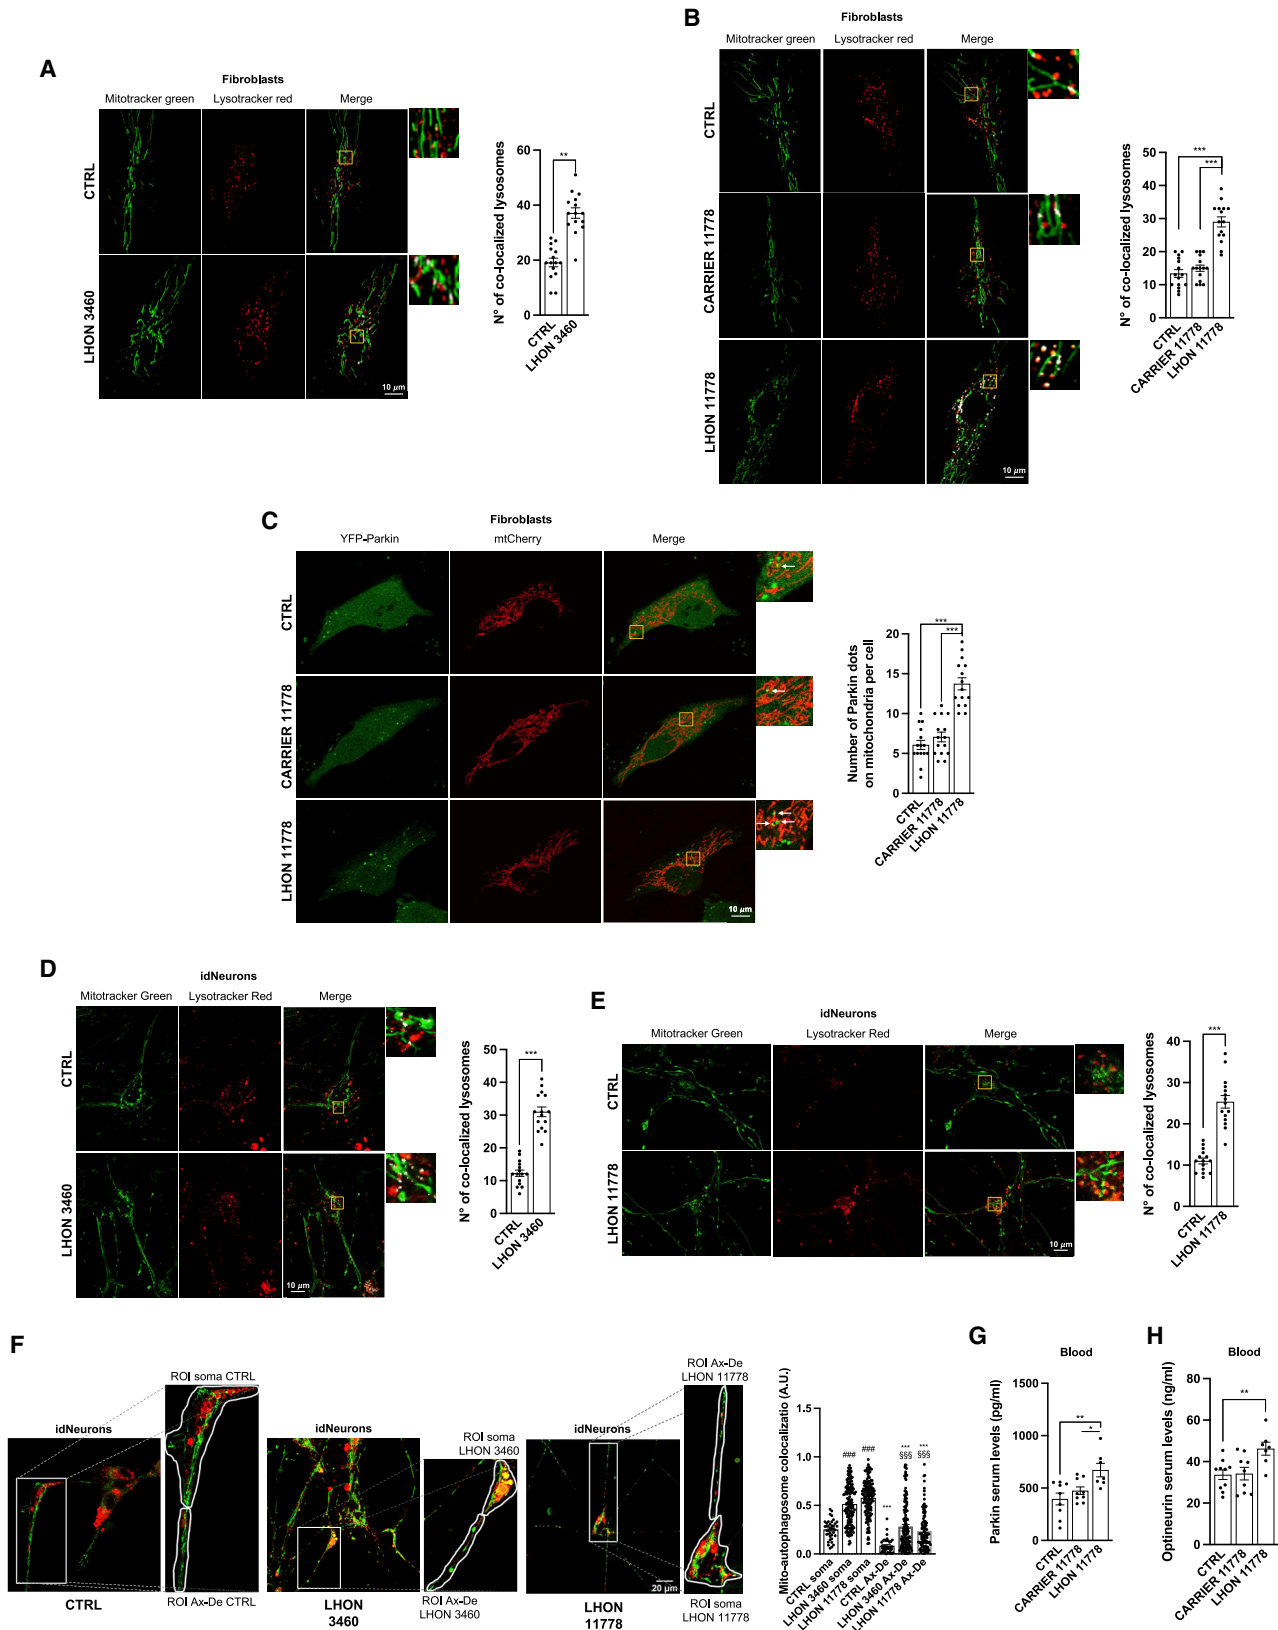 A
Fibroblasts
Mitotracker green
Lysotracker red
Merge
CTRL
LHON 3460
10 µm
N° of co-localized lysosomes
60
40
20
0
**
CTRL
LHON 3460
B
Fibroblasts
Mitotracker green
Lysotracker red
Merge
CTRL
CARRIER 11778
LHON 11778
10 µm
N° of co-localized lysosomes
50
40
30
20
10
0
***
***
CTRL
CARRIER 11778
LHON 11778
C
Fibroblasts
YFP-Parkin
mtCherry
Merge
CTRL
CARRIER 11778
LHON 11778
10 µm
Number of Parkin dots
on mitochondria per cell
20
15
10
5
0
***
***
CTRL
CARRIER 11778
LHON 11778
D
idNeurons
Mitotracker Green
Lysotracker Red
Merge
CTRL
LHON 3460
10 µm
N° of co-localized lysosomes
50
40
30
20
10
0
***
CTRL
LHON 3460
E
idNeurons
Mitotracker Green
Lysotracker Red
Merge
CTRL
LHON 11778
10 µm
N° of co-localized lysosomes
40
30
20
10
0
***
CTRL
LHON 11778
F
idNeurons
CTRL
ROI soma CTRL
ROI Ax-De CTRL
idNeurons
LHON
3460
ROI soma
LHON 3460
ROI Ax-De
LHON 3460
idNeurons
LHON
11778
ROI Ax-De
LHON 11778
20 µm
ROI soma
LHON 11778
Mito-autophagosome colocalizatio (A.U.)
1.5
1.0
0.5
0.0
###
###
***
***
§§§
***
§§§
CTRL soma
LHON 3460 soma
LHON 11778 soma
CTRL Ax-De
LHON 3460 Ax-De
LHON 11778 Ax-De
G
Blood
Parkin serum levels (pg/ml)
1500
1000
500
0
**
*
CTRL
CARRIER 11778
LHON 11778
H
Blood
Optineurin serum levels (ng/ml)
60
40
20
0
**
CTRL
CARRIER 11778
LHON 11778